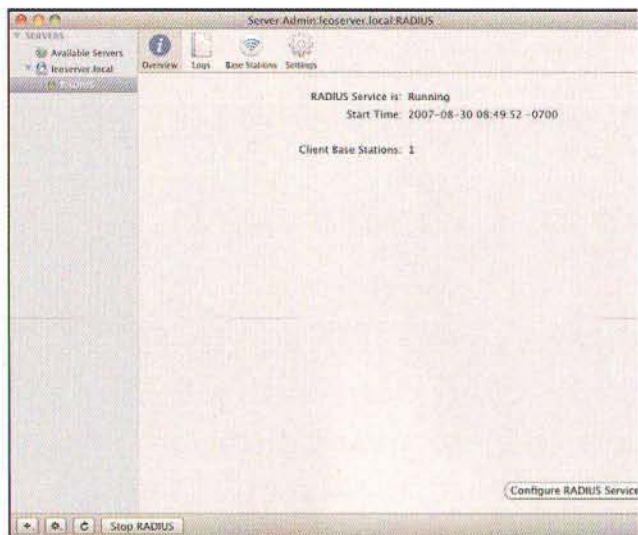 Server Admin:leoserver.local:RADIUS
SERVERS
Available Servers
leoserver.local
RADIUS
Overview
Logs
Base Stations
Settings
RADIUS Service is: Running
Start Time: 2007-08-30 08:49:52 -0700
Client Base Stations: 1
Configure RADIUS Service
Stop RADIUS